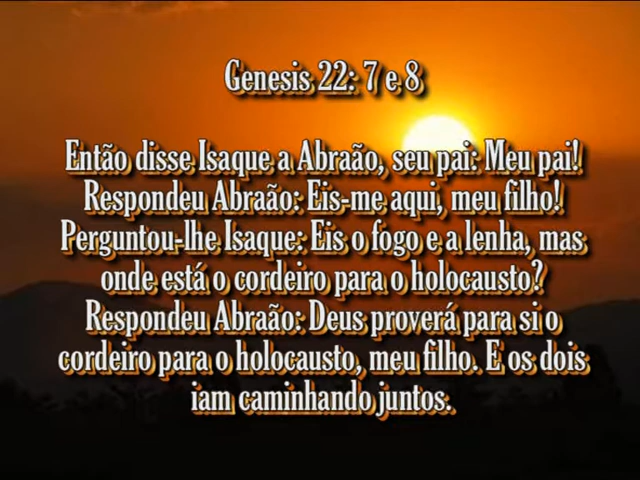 Genesis 22: 7 e 8
Então disse Isaque a Abraão, seu pai: Meu pai!
Respondeu Abraão: Eis-me aqui, meu filho!
Perguntou-lhe Isaque: Eis o fogo e a lenha, mas
onde está o cordeiro para o holocausto?
Respondeu Abraão: Deus proverá para si o
cordeiro para o holocausto, meu filho. E os dois
iam caminhando juntos.